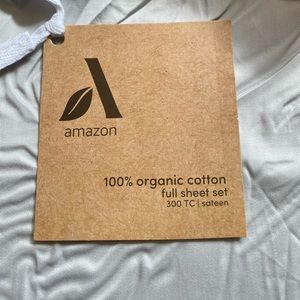 amazon
100% organic cotton
full sheet set
300 TC | sateen